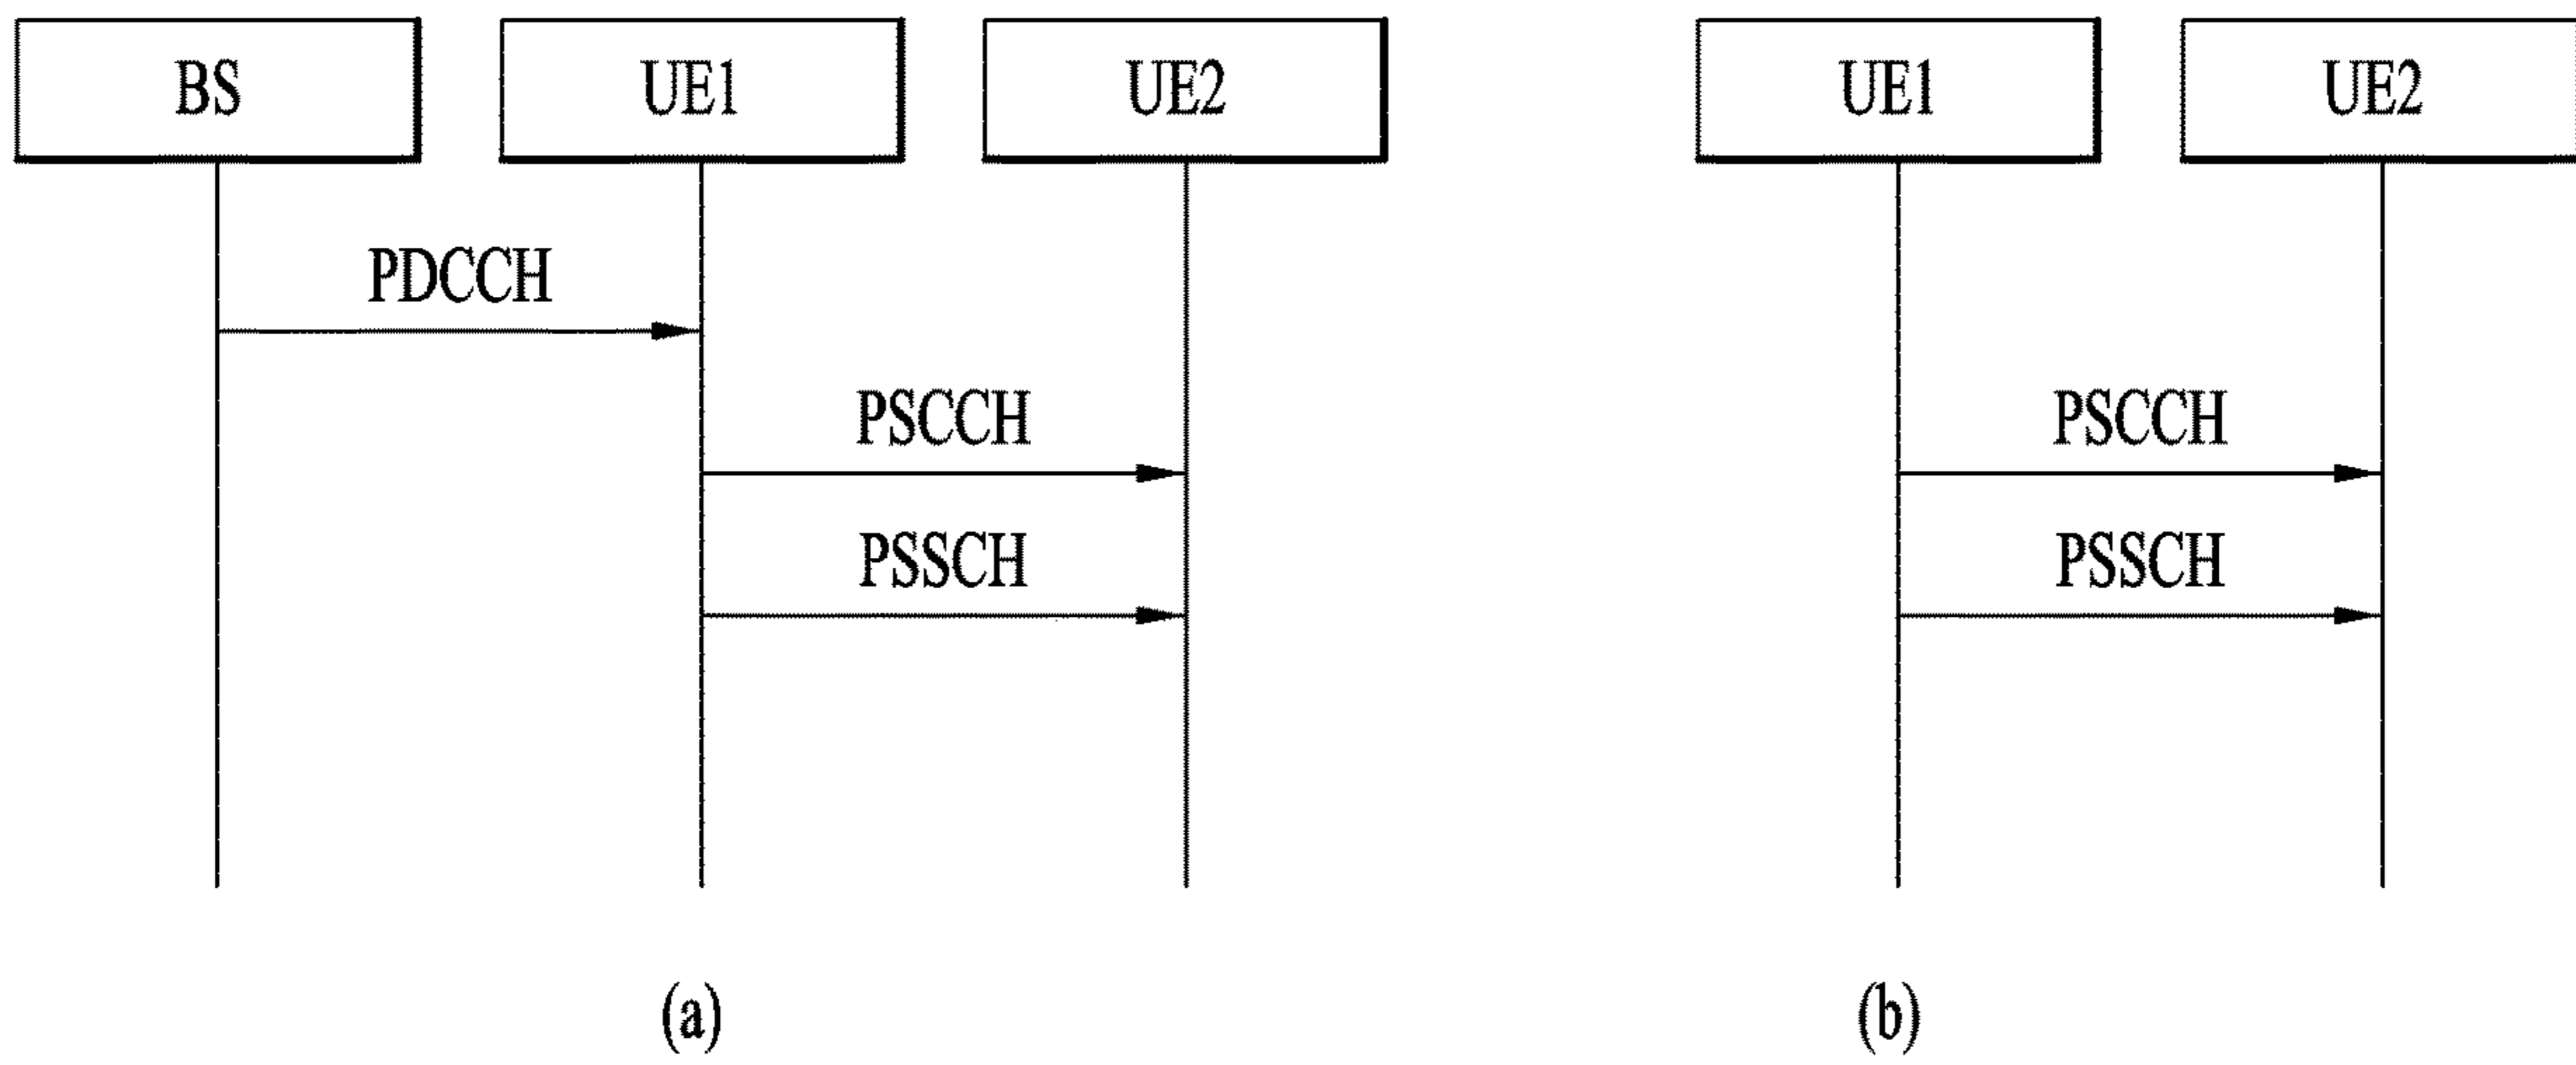 BS UE1 UE2 UE1 UE2
PDCCH
PSCCH PSCCH
PSSCH PSSCH
(a) (b)